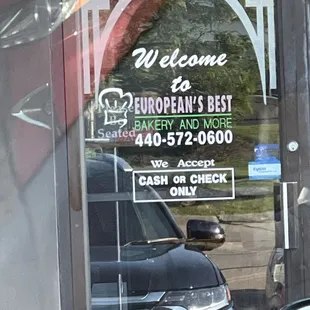 Welcome
to
EUROPEAN'S BEST
BAKERY AND MORE
Seated
440-572-0600
We Accept
CASH OR CHECK
ONLY